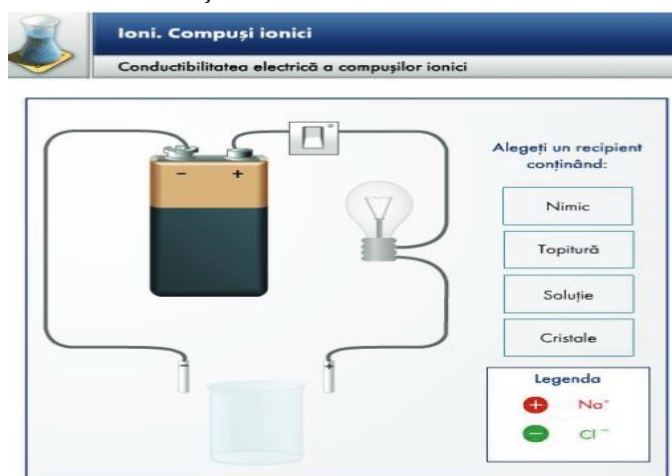 Ioni. Compuși ionici
Conductibilitatea electrică a compușilor ionici
Alegeți un recipient
conținând:
Nimic
Topitură
Soluție
Cristale
Legenda
+ Na⁺
− Cl⁻
− +
− +